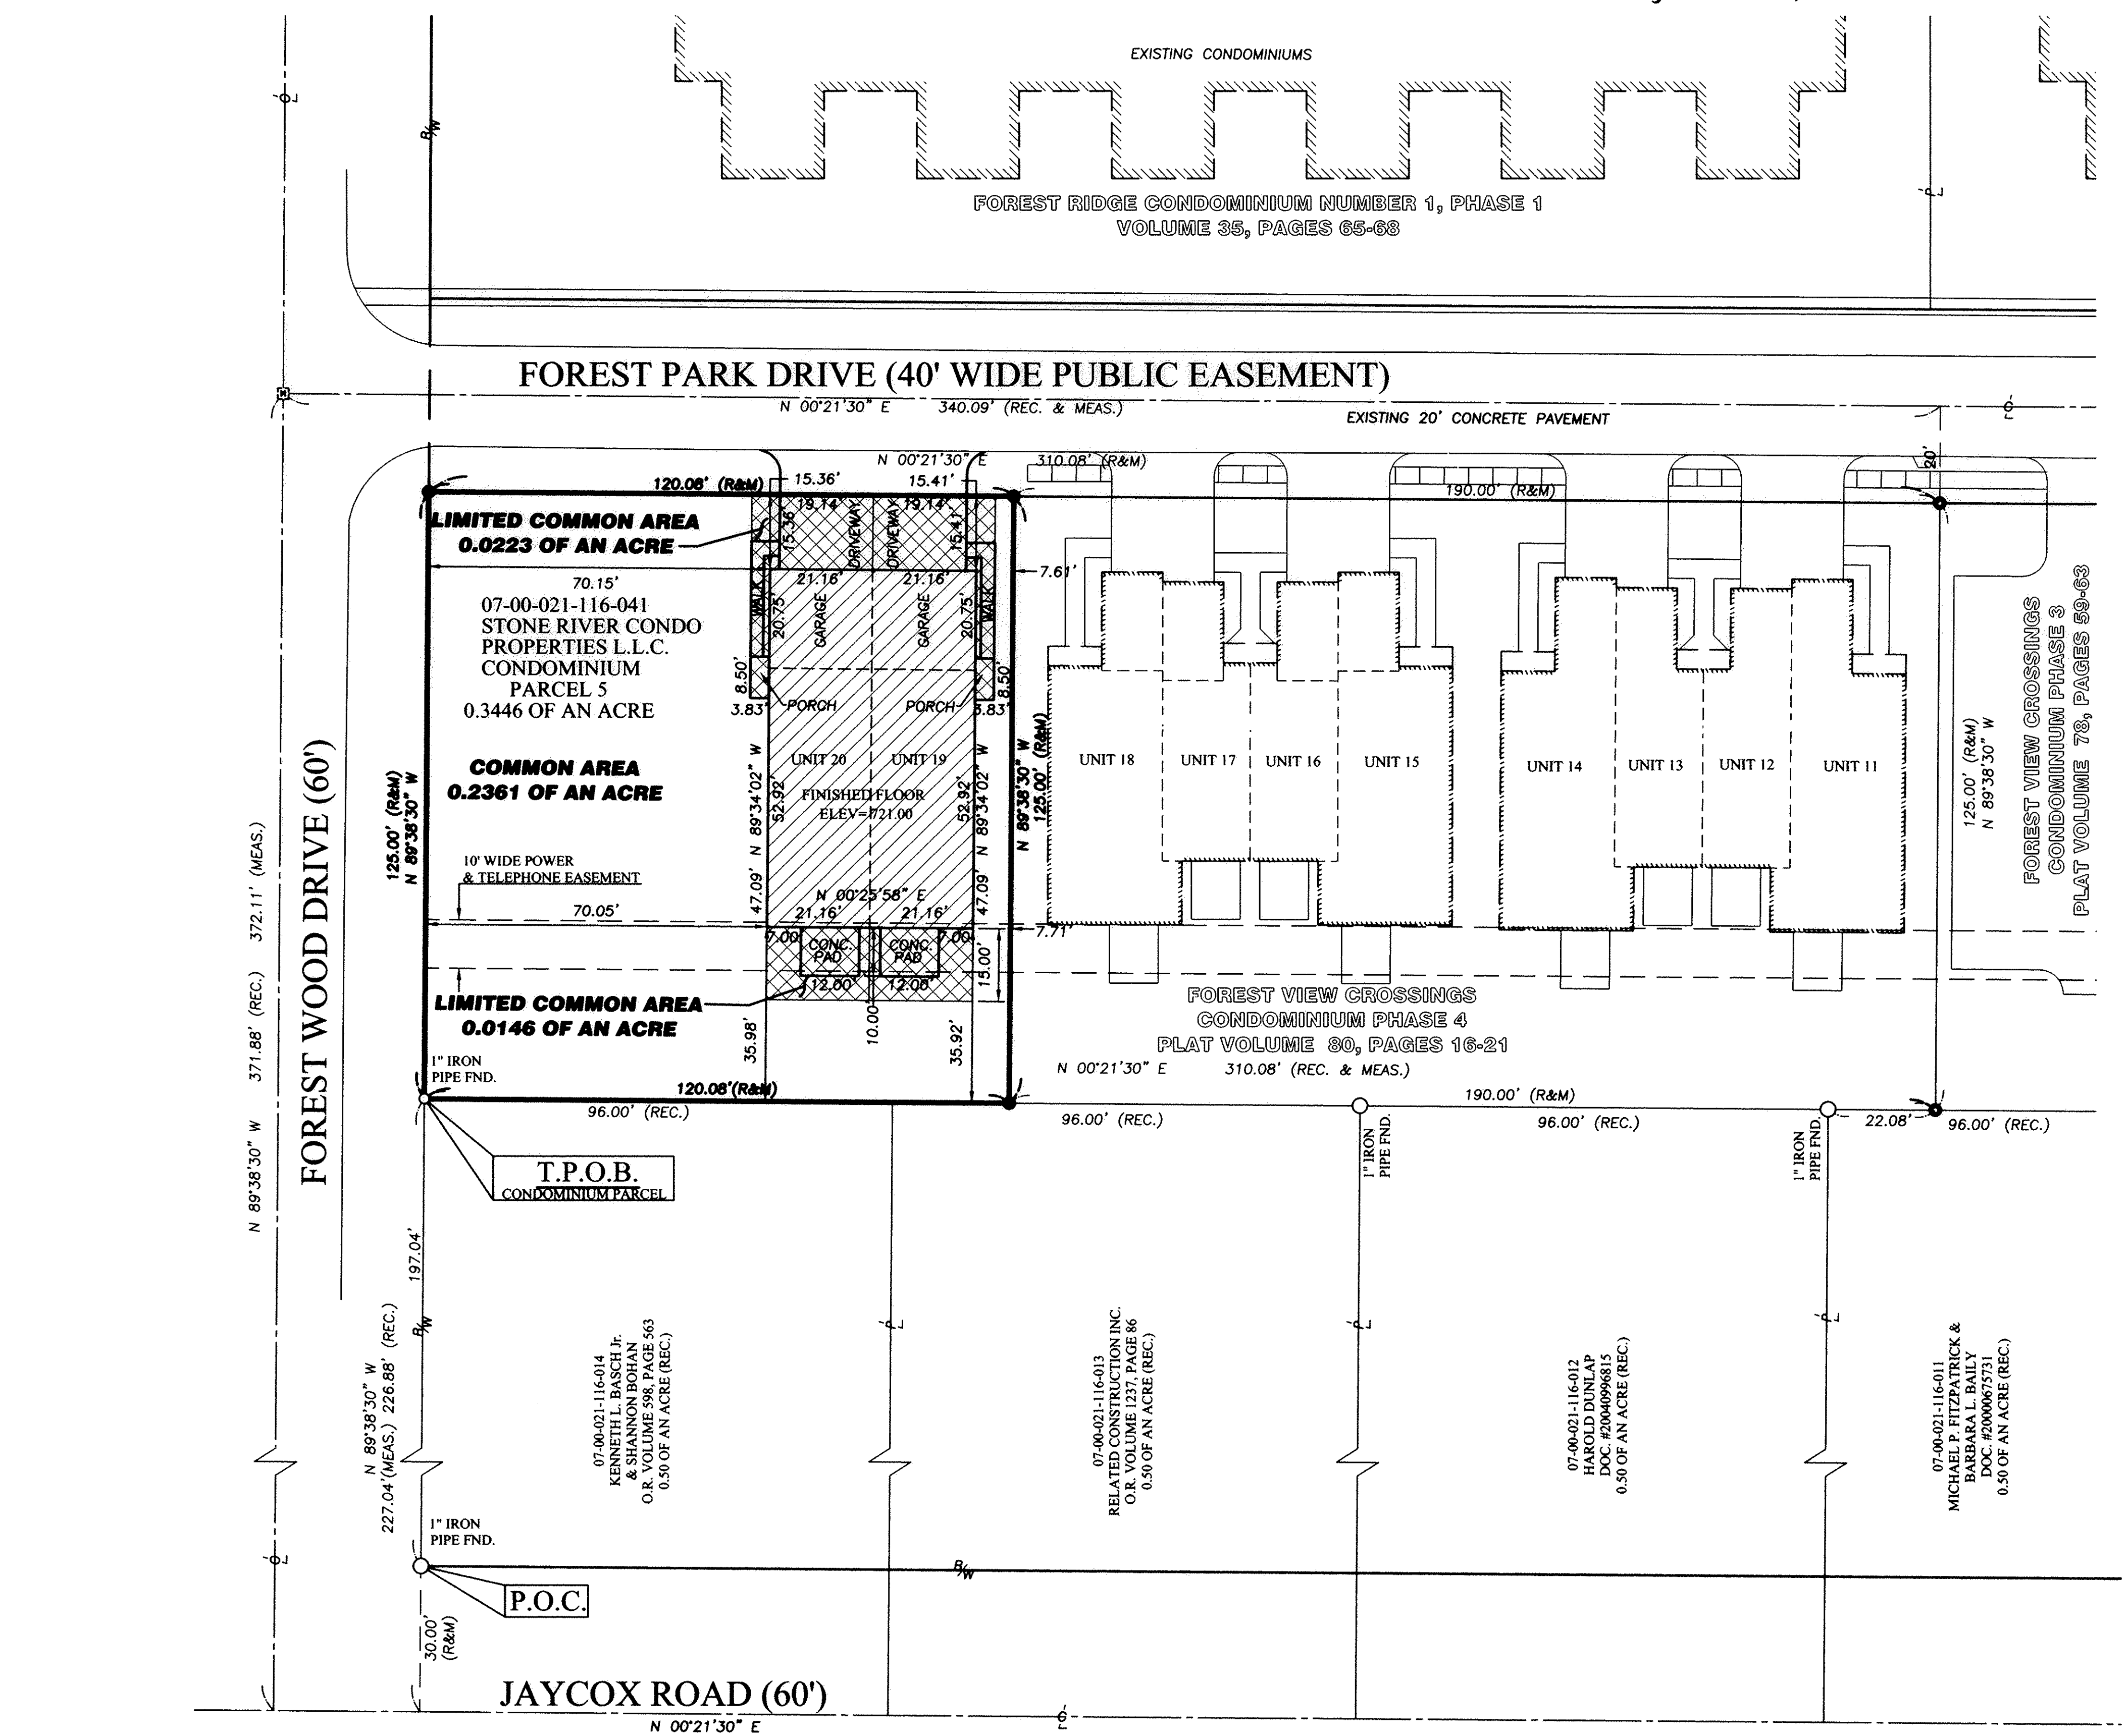 EXISTING CONDOMINIUMS
FOREST RIDGE CONDOMINIUM NUMBER 1, PHASE 1
VOLUME 35, PAGES 65-68
R/W
FOREST PARK DRIVE (40' WIDE PUBLIC EASEMENT)
N 00°21'30" E 340.09' (REC. & MEAS.)
EXISTING 20' CONCRETE PAVEMENT
N 00°21'30" E 310.08' (R&M)
20'
120.08' (R&M)
15.36'
15.41'
190.00' (R&M)
19.14'
19.14'
LIMITED COMMON AREA
0.0223 OF AN ACRE
15.36'
DRIVEWAY
DRIVEWAY
15.41'
70.15'
21.16'
21.16'
7.61'
07-00-021-116-041
STONE RIVER CONDO
PROPERTIES L.L.C.
CONDOMINIUM
PARCEL 5
0.3446 OF AN ACRE
WALK
20.75'
GARAGE
GARAGE
20.75'
WALK
8.50'
8.50'
3.83'
PORCH
PORCH
3.83'
COMMON AREA
0.2361 OF AN ACRE
UNIT 20
UNIT 19
FINISHED FLOOR
ELEV=721.00
N 89°34'02" W
52.92'
52.92'
N 89°34'02" W
N 89°38'30" W
125.00' (R&M)
UNIT 18
UNIT 17
UNIT 16
UNIT 15
UNIT 14
UNIT 13
UNIT 12
UNIT 11
125.00' (R&M)
N 89°38'30" W
FOREST VIEW CROSSINGS
CONDOMINIUM PHASE 3
PLAT VOLUME 78, PAGES 59-63
125.00' (R&M)
N 89°38'30" W
FOREST WOOD DRIVE (60')
N 89°38'30" W 371.88' (REC.) 372.11' (MEAS.)
10' WIDE POWER
& TELEPHONE EASEMENT
47.09'
N 00°25'58" E
47.09'
70.05'
21.16'
21.16'
7.71'
7.00'
CONC.
PAD
CONC.
PAD
7.00'
12.00'
12.00'
15.00'
LIMITED COMMON AREA
0.0146 OF AN ACRE
35.98'
10.00'
35.92'
FOREST VIEW CROSSINGS
CONDOMINIUM PHASE 4
PLAT VOLUME 80, PAGES 16-21
1" IRON
PIPE FND.
N 00°21'30" E 310.08' (REC. & MEAS.)
120.08'(R&M)
190.00' (R&M)
96.00' (REC.)
96.00' (REC.)
96.00' (REC.)
22.08'
96.00' (REC.)
1" IRON
PIPE FND.
1" IRON
PIPE FND.
T.P.O.B.
CONDOMINIUM PARCEL
197.04'
R/W
N 89°38'30" W
227.04'(MEAS.) 226.88' (REC.)
07-00-021-116-014
KENNETH L. BASCH Jr.
& SHANNON BOHAN
O.R. VOLUME 598, PAGE 563
0.50 OF AN ACRE (REC.)
07-00-021-116-013
RELATED CONSTRUCTION INC.
O.R. VOLUME 1237, PAGE 86
0.50 OF AN ACRE (REC.)
07-00-021-116-012
HAROLD DUNLAP
DOC. #20040996815
0.50 OF AN ACRE (REC.)
07-00-021-116-011
MICHAEL P. FITZPATRICK &
BARBARA L. BAILY
DOC. #20000675731
0.50 OF AN ACRE (REC.)
1" IRON
PIPE FND.
R/W
P.O.C.
30.00'
(R&M)
JAYCOX ROAD (60')
N 00°21'30" E